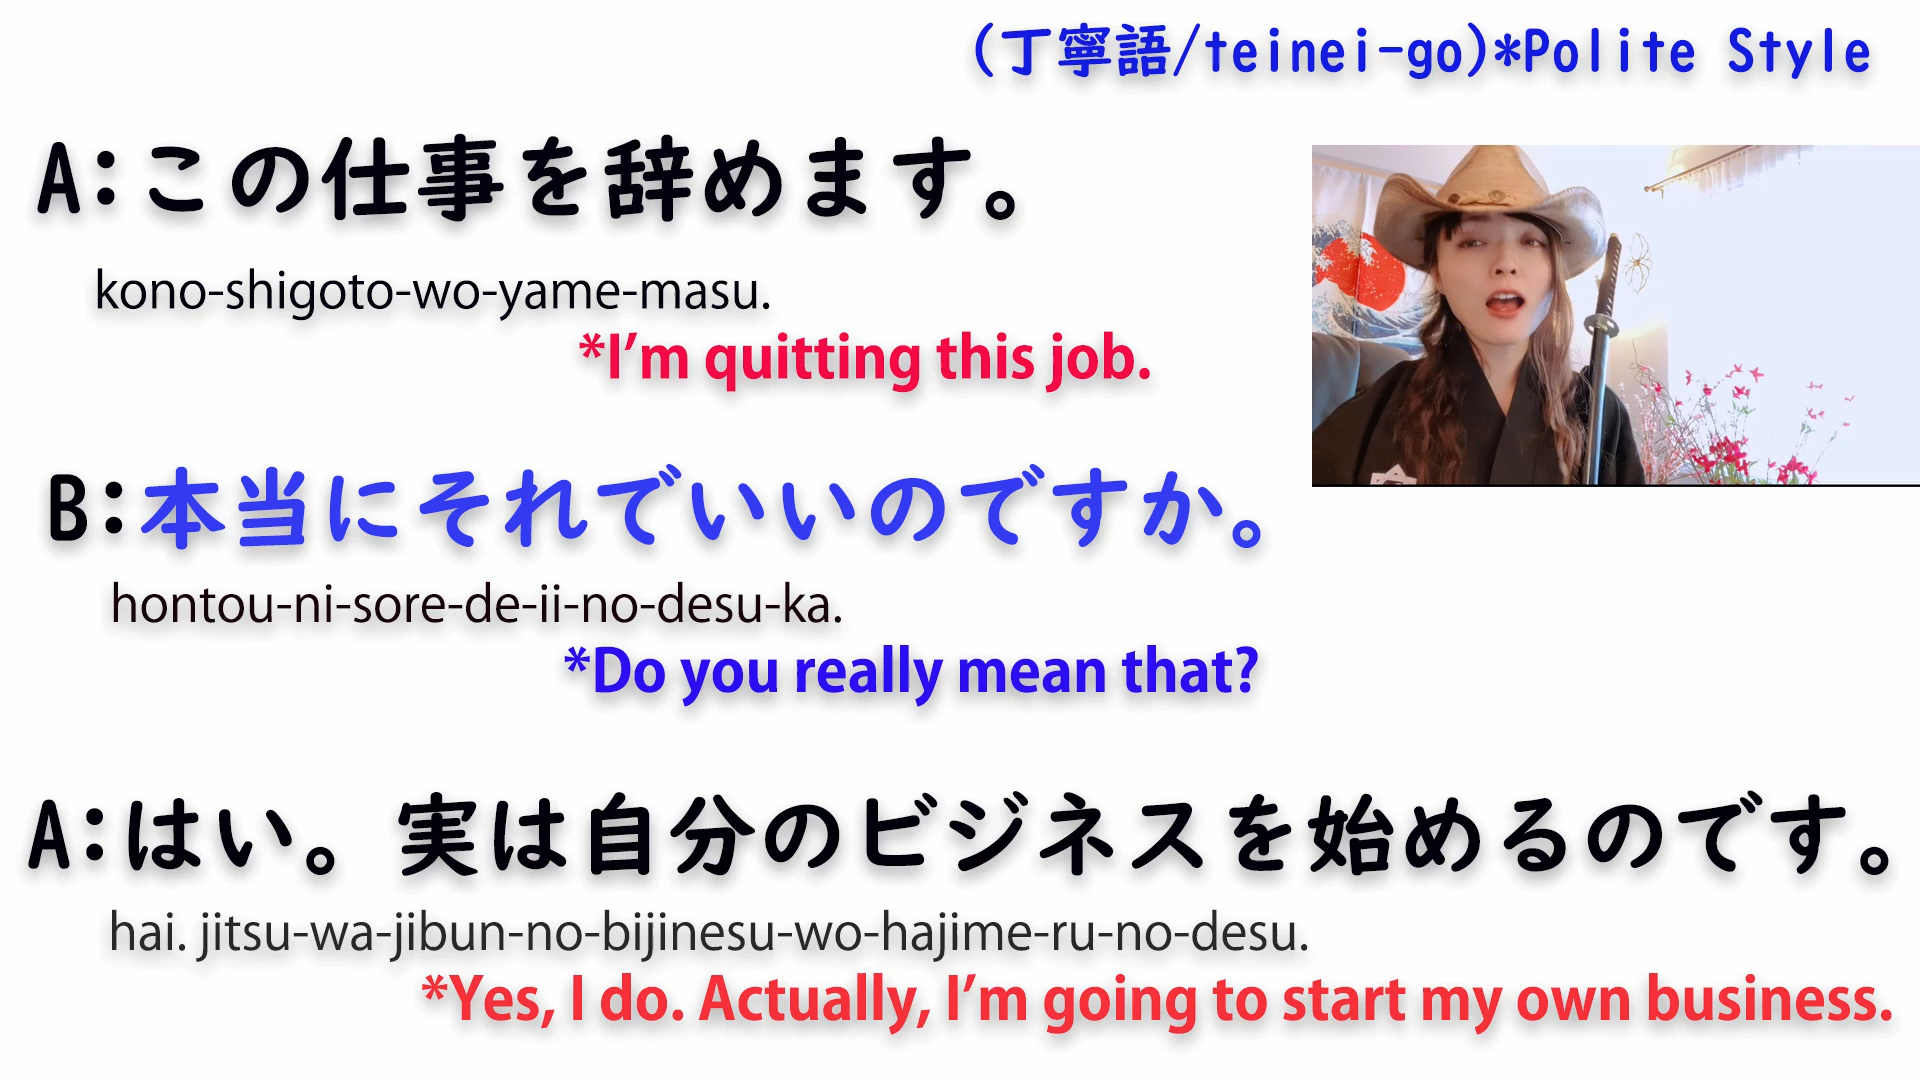 (丁寧語/teinei-go)*Polite Style
A:この仕事を辞めます。
kono-shigoto-wo-yame-masu.
*I’m quitting this job.
B:本当にそれでいいのですか。
hontou-ni-sore-de-ii-no-desu-ka.
*Do you really mean that?
A:はい。実は自分のビジネスを始めるのです。
hai. jitsu-wa-jibun-no-bijinesu-wo-hajime-ru-no-desu.
*Yes, I do. Actually, I’m going to start my own business.